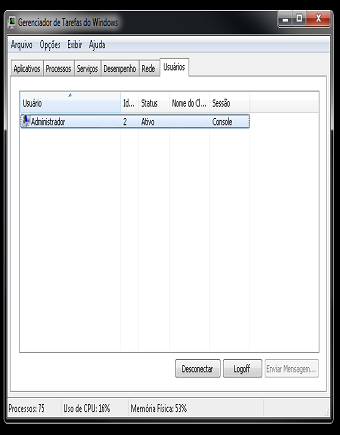 Gerenciador de Tarefas do Windows
Arquivo Opções Exibir Ajuda
Aplicativos Processos Serviços Desempenho Rede Usuários
Usuário Id... Status Nome do Cl... Sessão
Administrador 2 Ativo Console
Desconectar Logoff Enviar Mensagem...
Processos: 75 Uso de CPU: 16% Memória Física: 53%